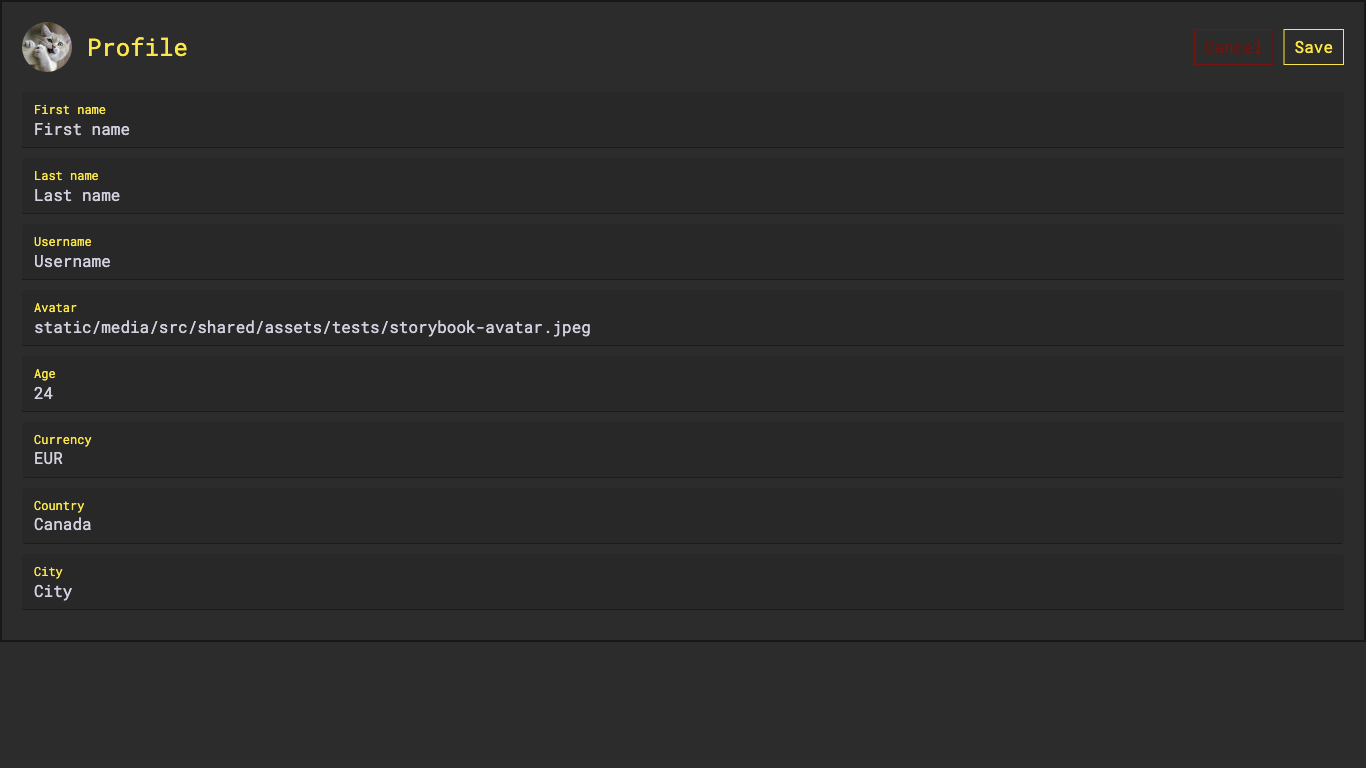 Profile
Cancel
Save
First name
First name
Last name
Last name
Username
Username
Avatar
static/media/src/shared/assets/tests/storybook-avatar.jpeg
Age
24
Currency
EUR
Country
Canada
City
City